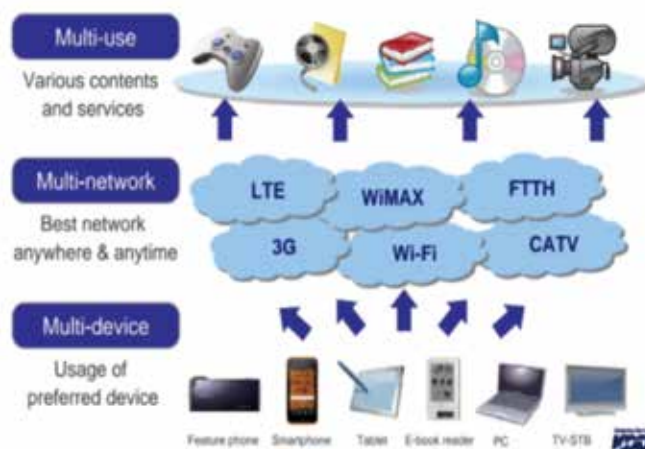 Multi-use
Various contents
and services
Multi-network
Best network
anywhere & anytime
LTE
WiMAX
FTTH
3G
Wi-Fi
CATV
Multi-device
Usage of
preferred device
Feature phone
Smartphone
Tablet
E-book reader
PC
TV-STB